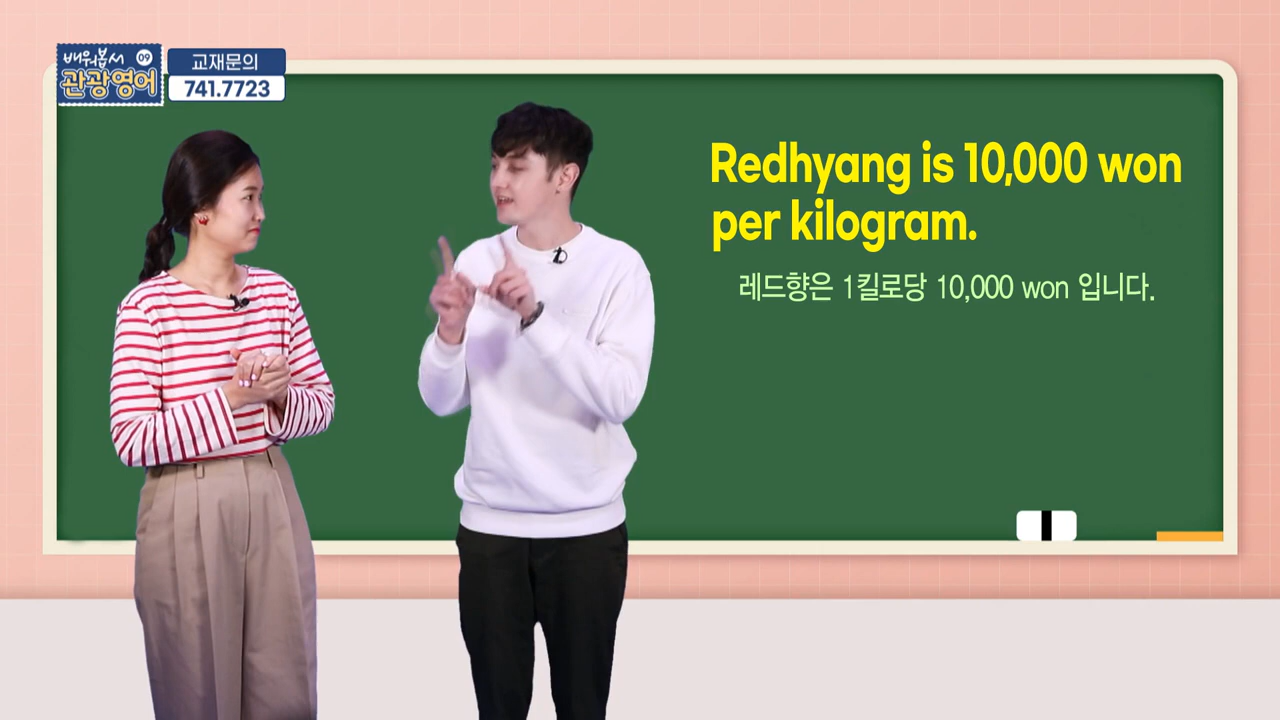 배워봅서 09
관광영어
교재문의
741.7723
Redhyang is 10,000 won
per kilogram.
레드향은 1킬로당 10,000 won 입니다.